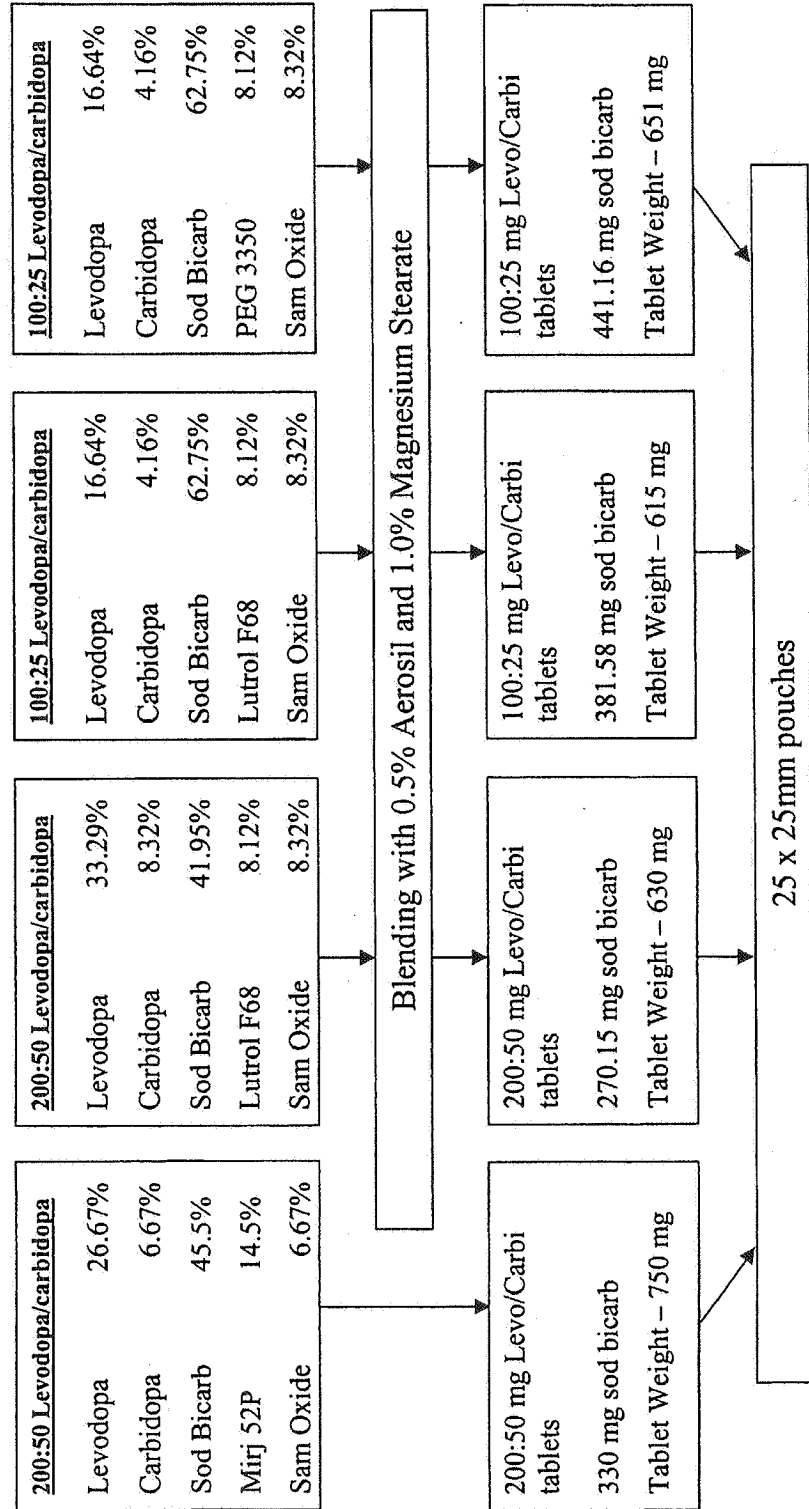 200:50 Levodopa/carbidopa
Levodopa 26.67%
Carbidopa 6.67%
Sod Bicarb 45.5%
Mirj 52P 14.5%
Sam Oxide 6.67%
200:50 Levodopa/carbidopa
Levodopa 33.29%
Carbidopa 8.32%
Sod Bicarb 41.95%
Lutrol F68 8.12%
Sam Oxide 8.32%
100:25 Levodopa/carbidopa
Levodopa 16.64%
Carbidopa 4.16%
Sod Bicarb 62.75%
Lutrol F68 8.12%
Sam Oxide 8.32%
100:25 Levodopa/carbidopa
Levodopa 16.64%
Carbidopa 4.16%
Sod Bicarb 62.75%
PEG 3350 8.12%
Sam Oxide 8.32%
Blending with 0.5% Aerosil and 1.0% Magnesium Stearate
200:50 mg Levo/Carbi
tablets
330 mg sod bicarb
Tablet Weight – 750 mg
200:50 mg Levo/Carbi
tablets
270.15 mg sod bicarb
Tablet Weight – 630 mg
100:25 mg Levo/Carbi
tablets
381.58 mg sod bicarb
Tablet Weight – 615 mg
100:25 mg Levo/Carbi
tablets
441.16 mg sod bicarb
Tablet Weight – 651 mg
25 x 25mm pouches